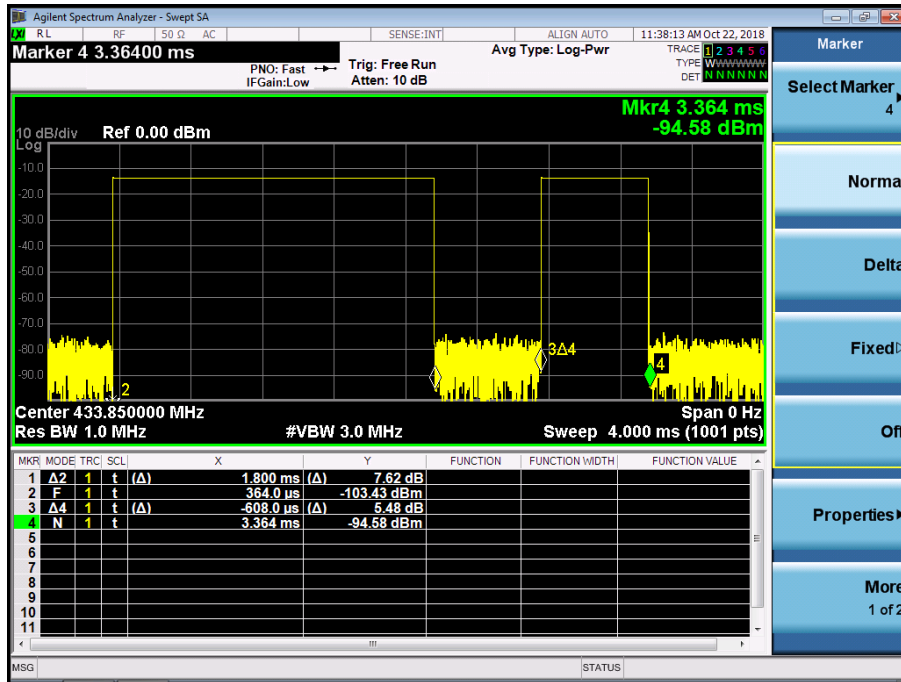 Agilent Spectrum Analyzer - Swept SA
LXI RL RF 50 Ω AC SENSE:INT ALIGN AUTO 11:38:13 AM Oct 22, 2018
Marker 4 3.36400 ms
PNO: Fast
IFGain:Low
Trig: Free Run
Atten: 10 dB
Avg Type: Log-Pwr
TRACE 1 2 3 4 5 6
TYPE WWWWWWW
DET N N N N N N
Mkr4 3.364 ms
-94.58 dBm
10 dB/div Ref 0.00 dBm
Log
-10.0
-20.0
-30.0
-40.0
-50.0
-60.0
-70.0
-80.0
-90.0
2
3Δ4
4
Center 433.850000 MHz Span 0 Hz
Res BW 1.0 MHz #VBW 3.0 MHz Sweep 4.000 ms (1001 pts)
MKR MODE TRC SCL X Y FUNCTION FUNCTION WIDTH FUNCTION VALUE
1 Δ2 1 t (Δ) 1.800 ms (Δ) 7.62 dB
2 F 1 t 364.0 µs -103.43 dBm
3 Δ4 1 t (Δ) -608.0 µs (Δ) 5.48 dB
4 N 1 t 3.364 ms -94.58 dBm
5
6
7
8
9
10
11
MSG STATUS
Marker
Select Marker
4
Norma
Delta
Fixed
Of
Properties
More
1 of 2